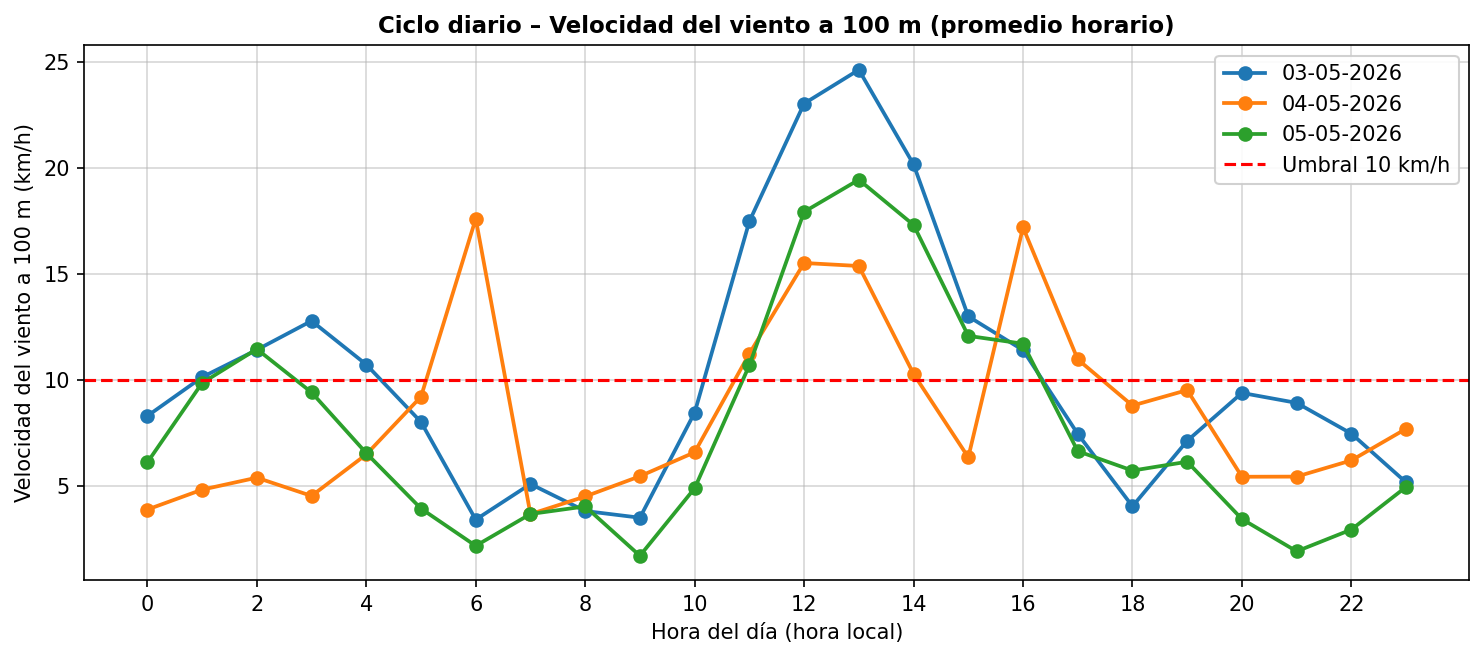 Ciclo diario – Velocidad del viento a 100 m (promedio horario)
Velocidad del viento a 100 m (km/h)
25
20
15
10
5
03-05-2026
04-05-2026
05-05-2026
Umbral 10 km/h
0 2 4 6 8 10 12 14 16 18 20 22
Hora del día (hora local)